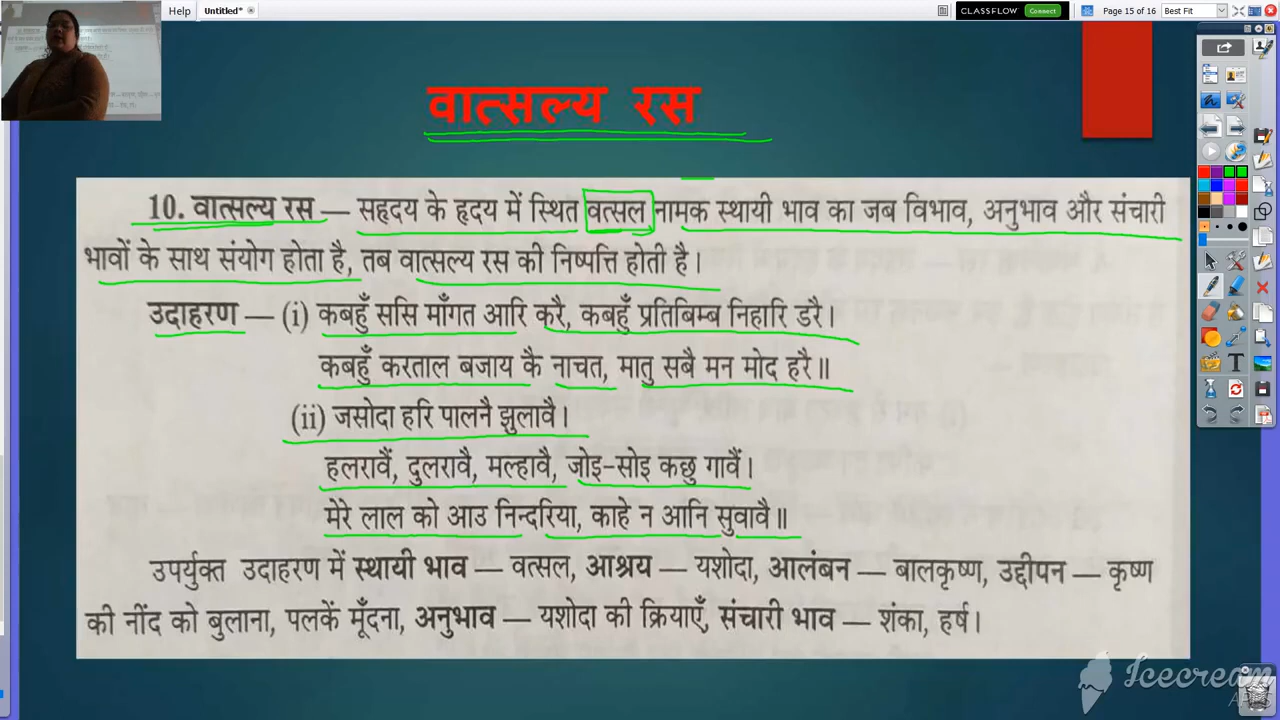 Help Untitled* CLASSFLOW Connect Page 15 of 16 Best Fit
वात्सल्य रस
10. वात्सल्य रस — सहृदय के हृदय में स्थित वत्सल नामक स्थायी भाव का जब विभाव, अनुभाव और संचारी
भावों के साथ संयोग होता है, तब वात्सल्य रस की निष्पत्ति होती है।
उदाहरण — (i) कबहुँ ससि माँगत आरि करै, कबहुँ प्रतिबिम्ब निहारि डरै।
कबहुँ करताल बजाय कै नाचत, मातु सबै मन मोद हरै॥
(ii) जसोदा हरि पालनै झुलावै।
हलरावैं, दुलरावै, मल्हावै, जोइ-सोइ कछु गावैं।
मेरे लाल को आउ निन्दरिया, काहे न आनि सुवावै॥
उपर्युक्त उदाहरण में स्थायी भाव — वत्सल, आश्रय — यशोदा, आलंबन — बालकृष्ण, उद्दीपन — कृष्ण
की नींद को बुलाना, पलकें मूँदना, अनुभाव — यशोदा की क्रियाएँ, संचारी भाव — शंका, हर्ष।
Icecream
APPS